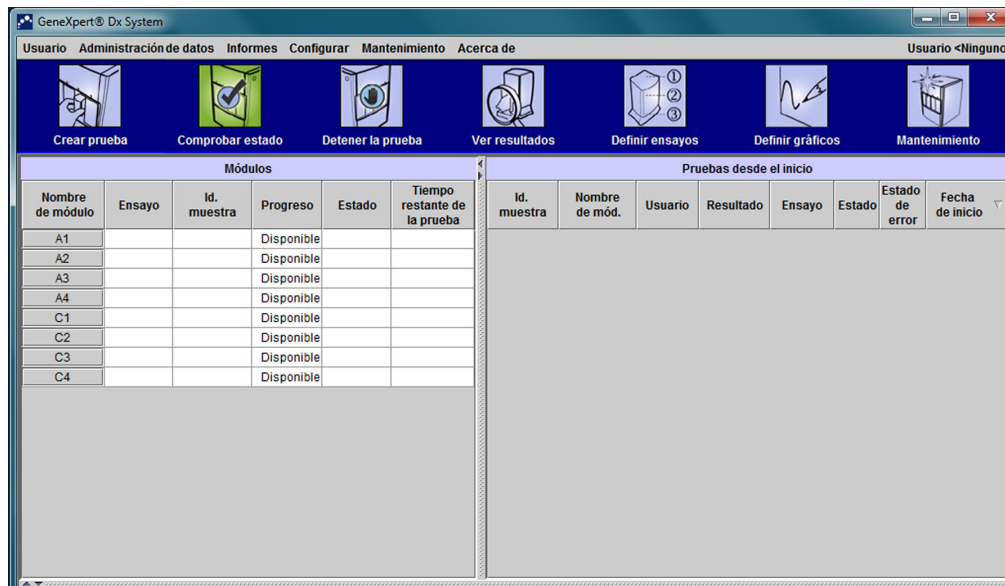 GeneXpert® Dx System
Usuario Administración de datos Informes Configurar Mantenimiento Acerca de Usuario <Ninguno
Crear prueba Comprobar estado Detener la prueba Ver resultados Definir ensayos Definir gráficos Mantenimiento
Módulos
Nombre de módulo Ensayo Id. muestra Progreso Estado Tiempo restante de la prueba
A1 Disponible
A2 Disponible
A3 Disponible
A4 Disponible
C1 Disponible
C2 Disponible
C3 Disponible
C4 Disponible
Pruebas desde el inicio
Id. muestra Nombre de mód. Usuario Resultado Ensayo Estado Estado de error Fecha de inicio